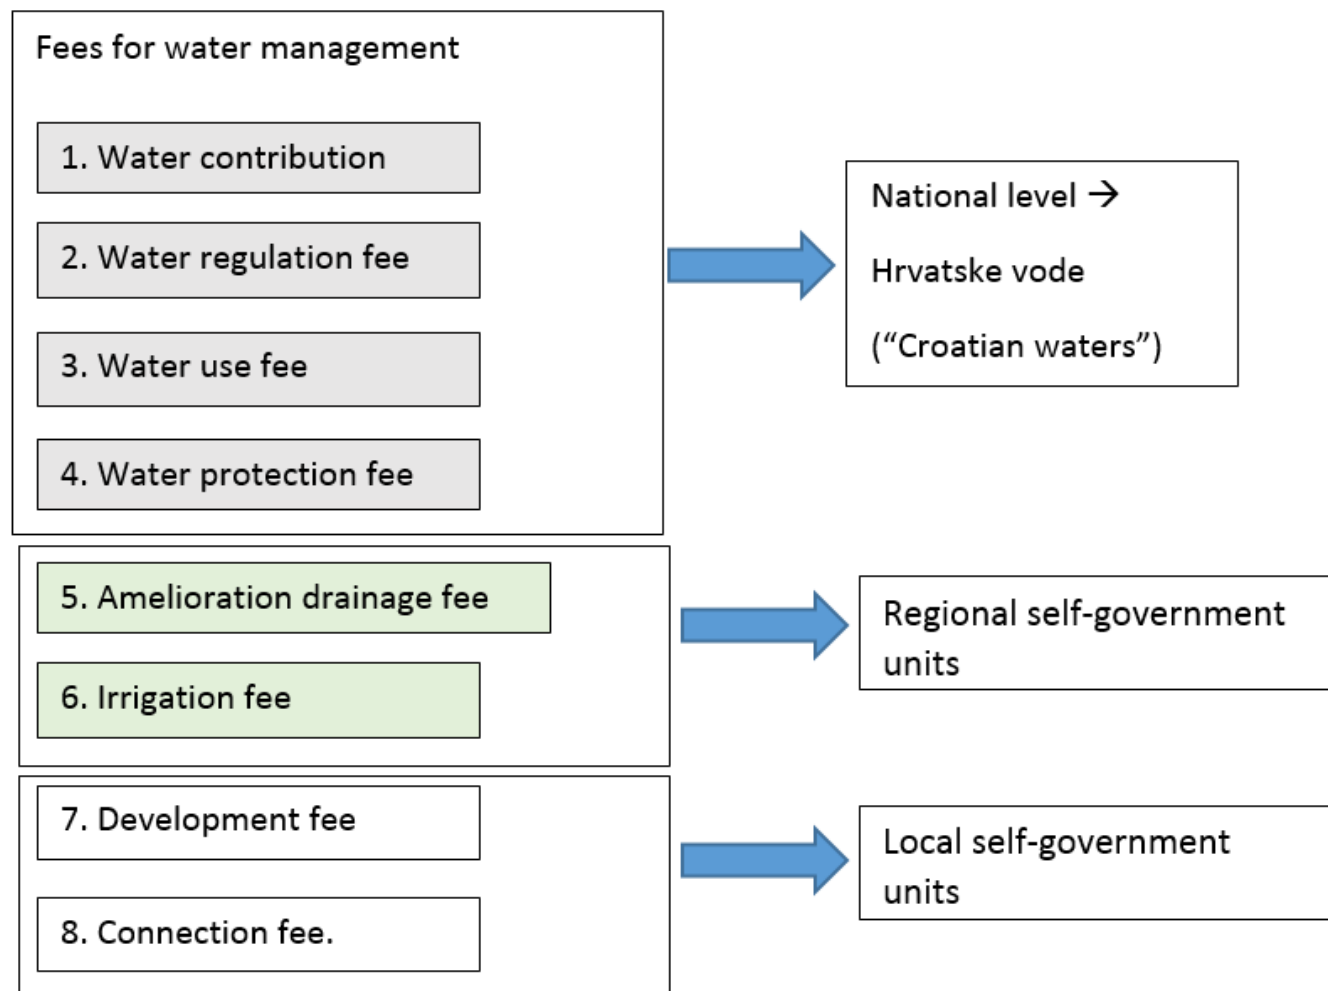 Fees for water management
1. Water contribution
2. Water regulation fee
3. Water use fee
4. Water protection fee
National level →
Hrvatske vode
(“Croatian waters”)
5. Amelioration drainage fee
6. Irrigation fee
Regional self-government
units
7. Development fee
8. Connection fee.
Local self-government
units